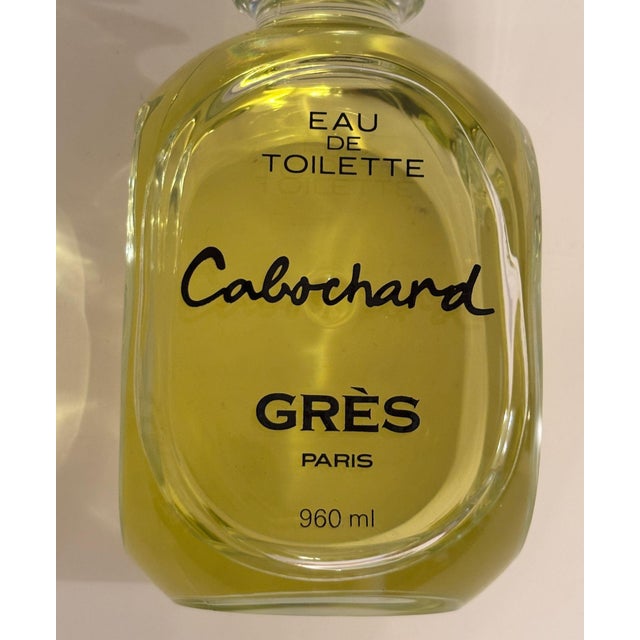 EAU
DE
TOILETTE
Cabochard
GRÈS
PARIS
960 ml